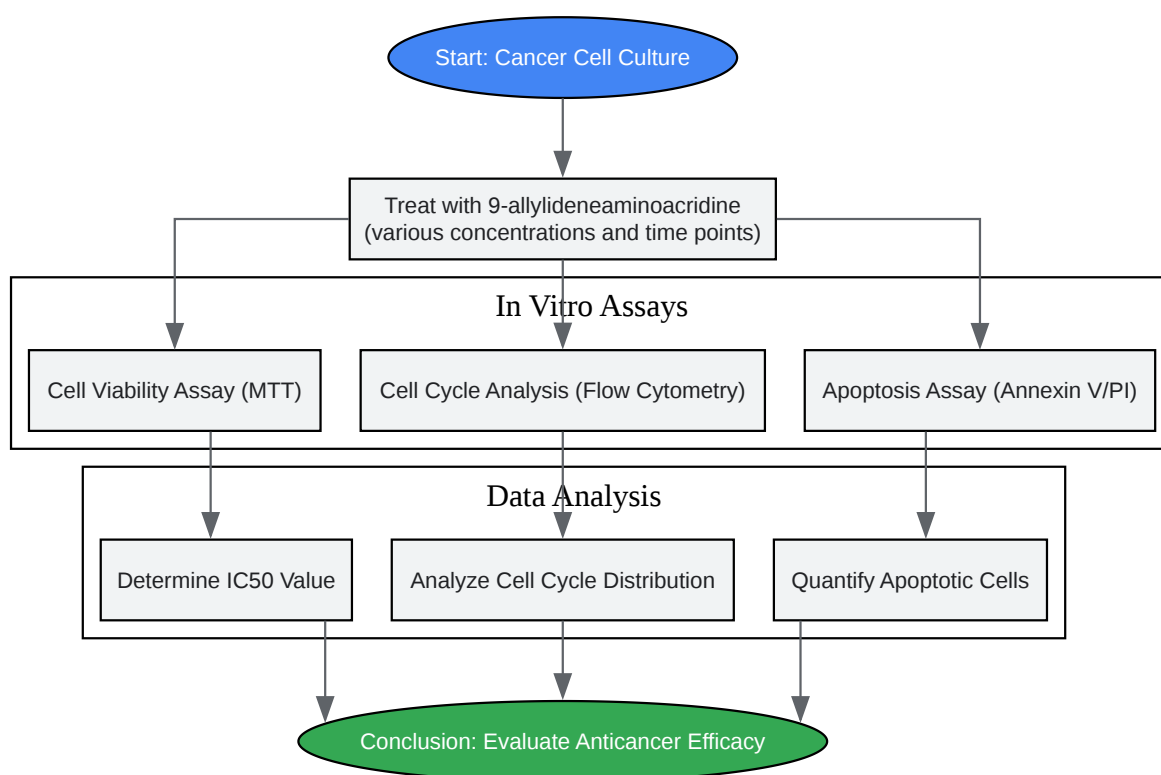 Start: Cancer Cell Culture
Treat with 9-allylideneaminoacridine
(various concentrations and time points)
In Vitro Assays
Cell Viability Assay (MTT)
Cell Cycle Analysis (Flow Cytometry)
Apoptosis Assay (Annexin V/PI)
Data Analysis
Determine IC50 Value
Analyze Cell Cycle Distribution
Quantify Apoptotic Cells
Conclusion: Evaluate Anticancer Efficacy